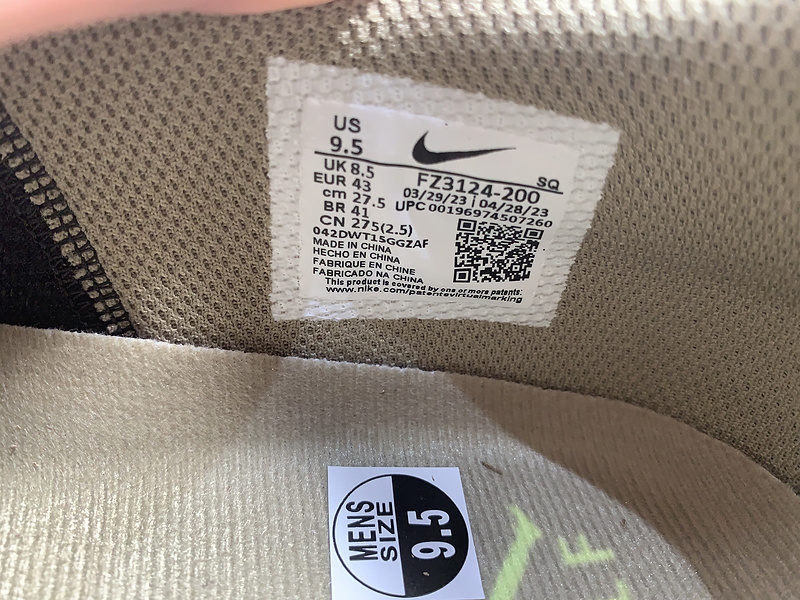 US
9.5
SQ
UK 8.5
FZ3124-200
EUR 43
03/29/23 | 04/28/23
cm 27.5
UPC 00196974507260
BR 41
CN 275(2.5)
042DWT1SGGZAF
MADE IN CHINA
HECHO EN CHINA
FABRIQUE EN CHINE
FABRICADO NA CHINA
This product is covered by one or more patents:
www.nike.com/patentsvirtualmarking
MENS
SIZE
9.5